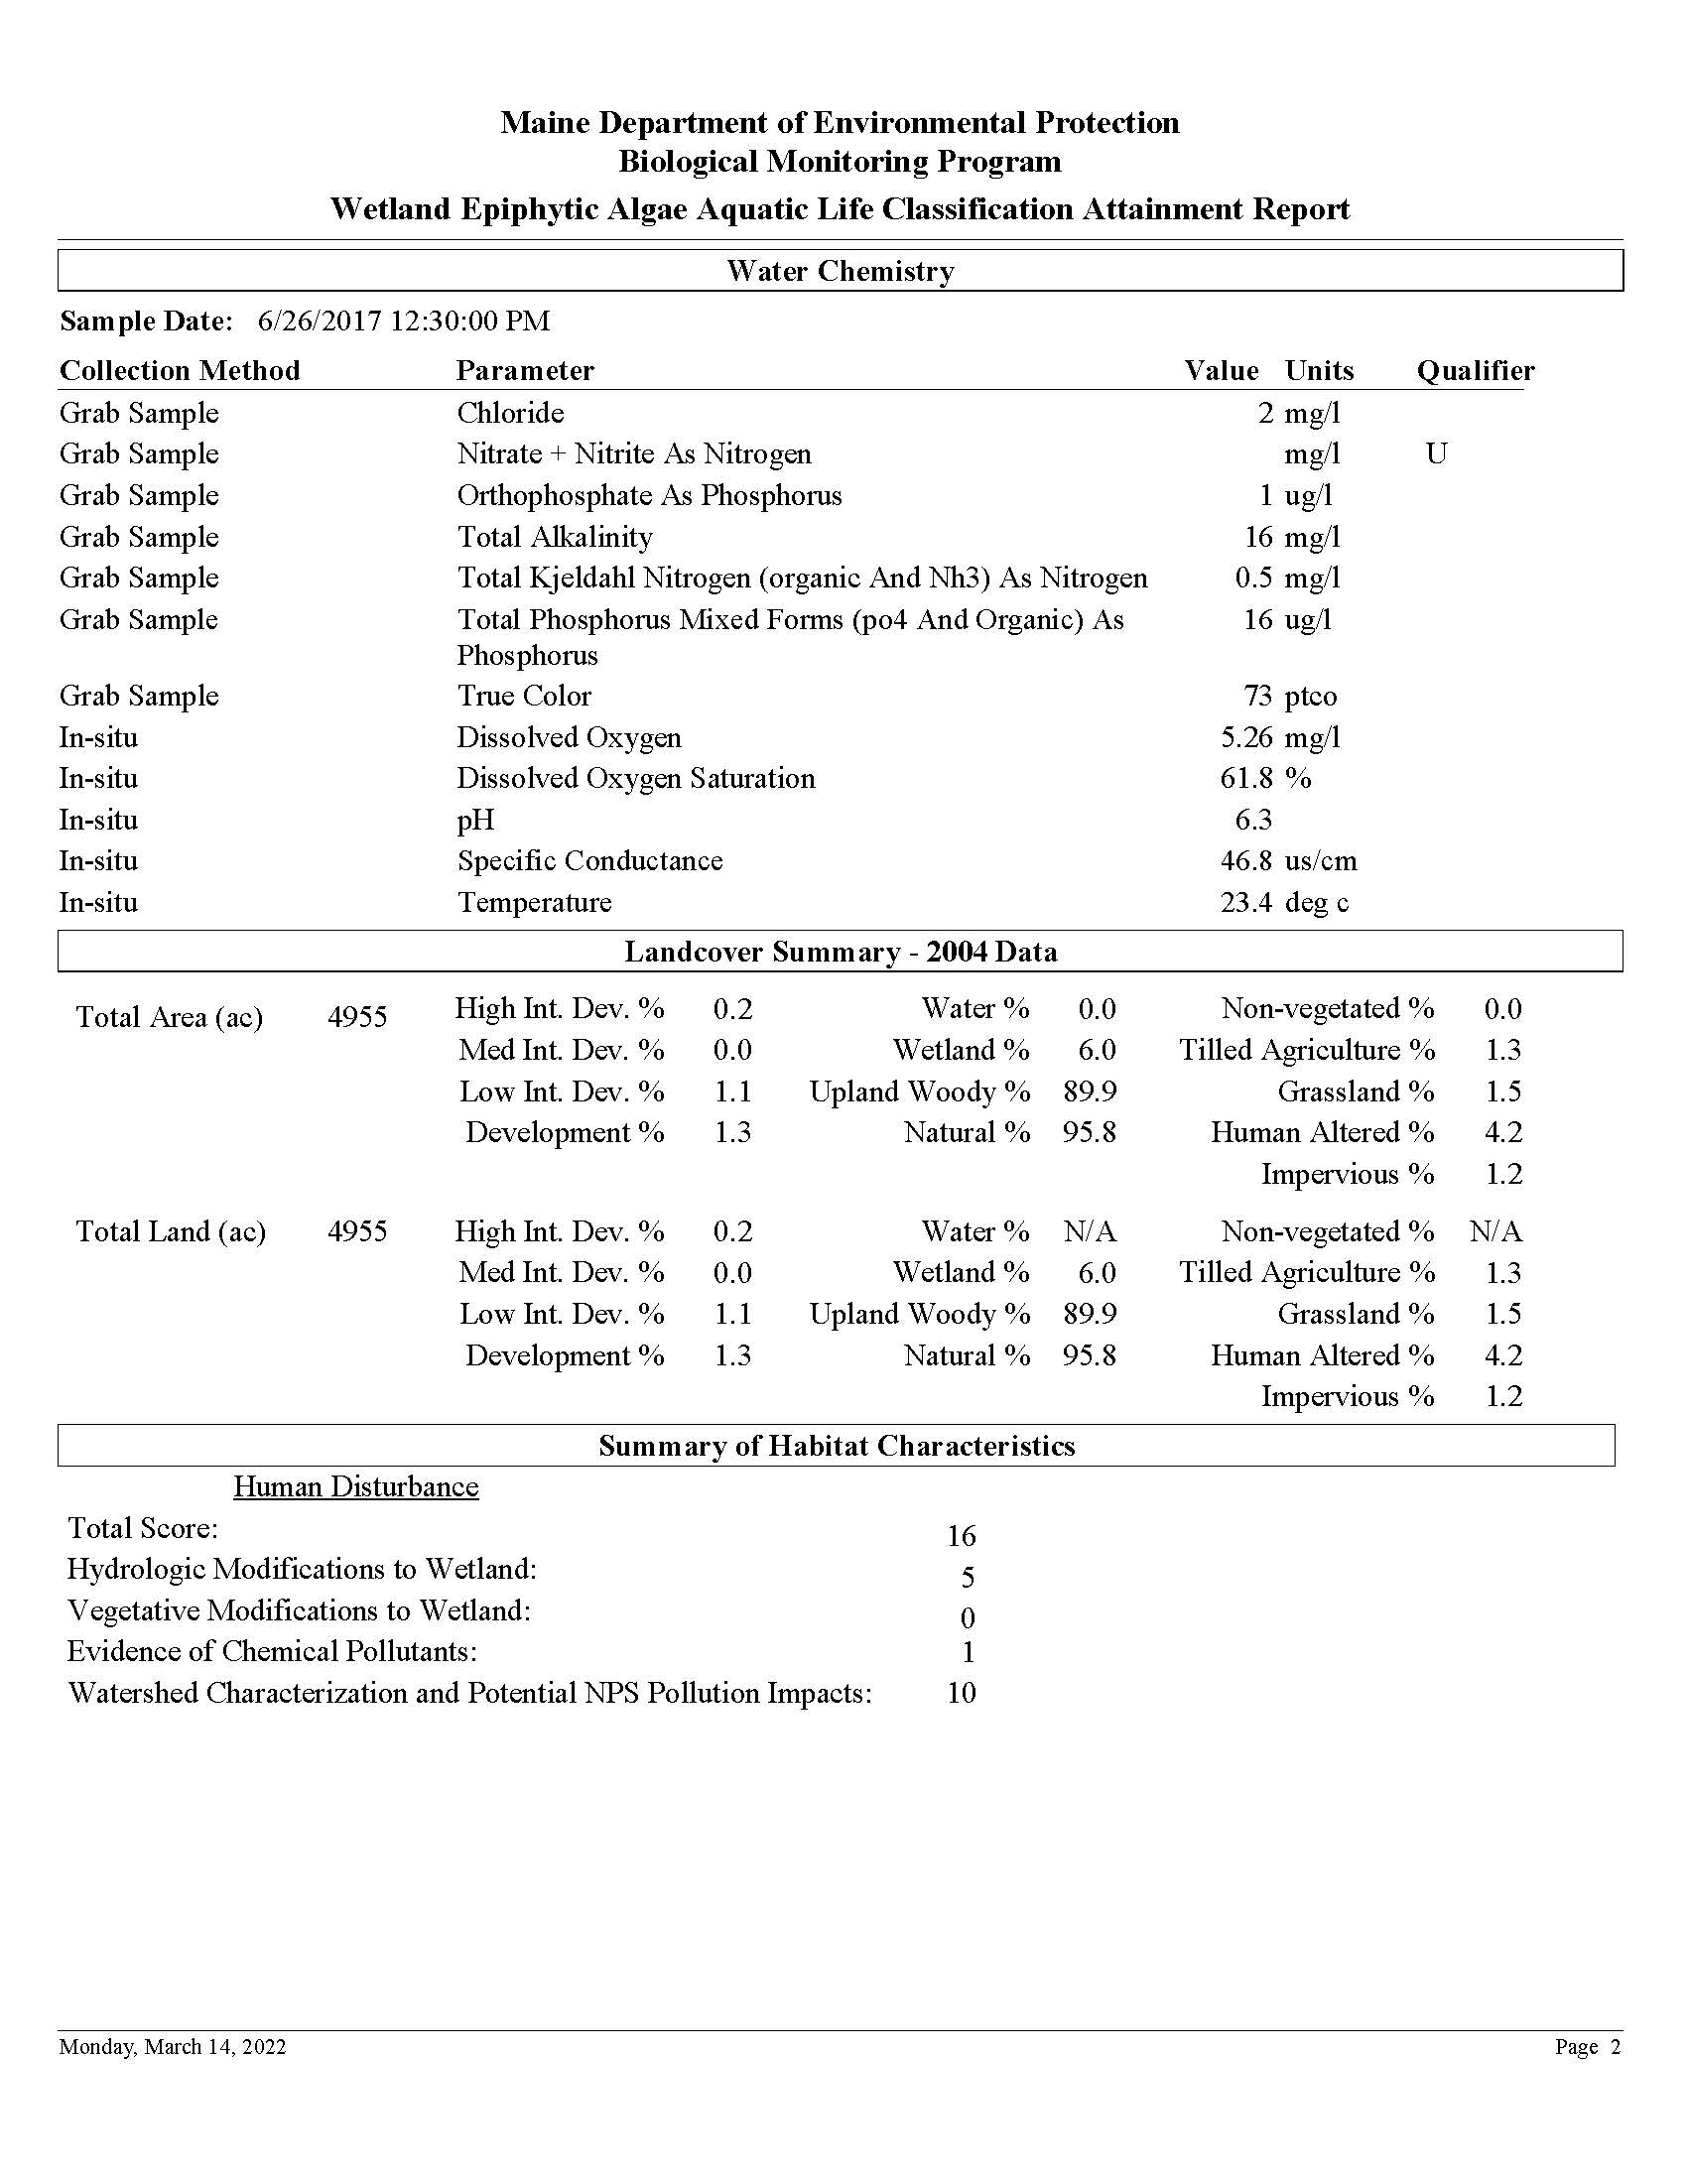 Maine Department of Environmental Protection
Biological Monitoring Program
Wetland Epiphytic Algae Aquatic Life Classification Attainment Report
Water Chemistry
Sample Date: 6/26/2017 12:30:00 PM
Collection Method Parameter Value Units Qualifier
Grab Sample Chloride 2 mg/l
Grab Sample Nitrate + Nitrite As Nitrogen mg/l U
Grab Sample Orthophosphate As Phosphorus 1 ug/l
Grab Sample Total Alkalinity 16 mg/l
Grab Sample Total Kjeldahl Nitrogen (organic And Nh3) As Nitrogen 0.5 mg/l
Grab Sample Total Phosphorus Mixed Forms (po4 And Organic) As 16 ug/l
Phosphorus
Grab Sample True Color 73 ptco
In-situ Dissolved Oxygen 5.26 mg/l
In-situ Dissolved Oxygen Saturation 61.8 %
In-situ pH 6.3
In-situ Specific Conductance 46.8 us/cm
In-situ Temperature 23.4 deg c
Landcover Summary - 2004 Data
Total Area (ac) 4955 High Int. Dev. % 0.2 Water % 0.0 Non-vegetated % 0.0
Med Int. Dev. % 0.0 Wetland % 6.0 Tilled Agriculture % 1.3
Low Int. Dev. % 1.1 Upland Woody % 89.9 Grassland % 1.5
Development % 1.3 Natural % 95.8 Human Altered % 4.2
Impervious % 1.2
Total Land (ac) 4955 High Int. Dev. % 0.2 Water % N/A Non-vegetated % N/A
Med Int. Dev. % 0.0 Wetland % 6.0 Tilled Agriculture % 1.3
Low Int. Dev. % 1.1 Upland Woody % 89.9 Grassland % 1.5
Development % 1.3 Natural % 95.8 Human Altered % 4.2
Impervious % 1.2
Summary of Habitat Characteristics
Human Disturbance
Total Score: 16
Hydrologic Modifications to Wetland: 5
Vegetative Modifications to Wetland: 0
Evidence of Chemical Pollutants: 1
Watershed Characterization and Potential NPS Pollution Impacts: 10
Monday, March 14, 2022 Page 2